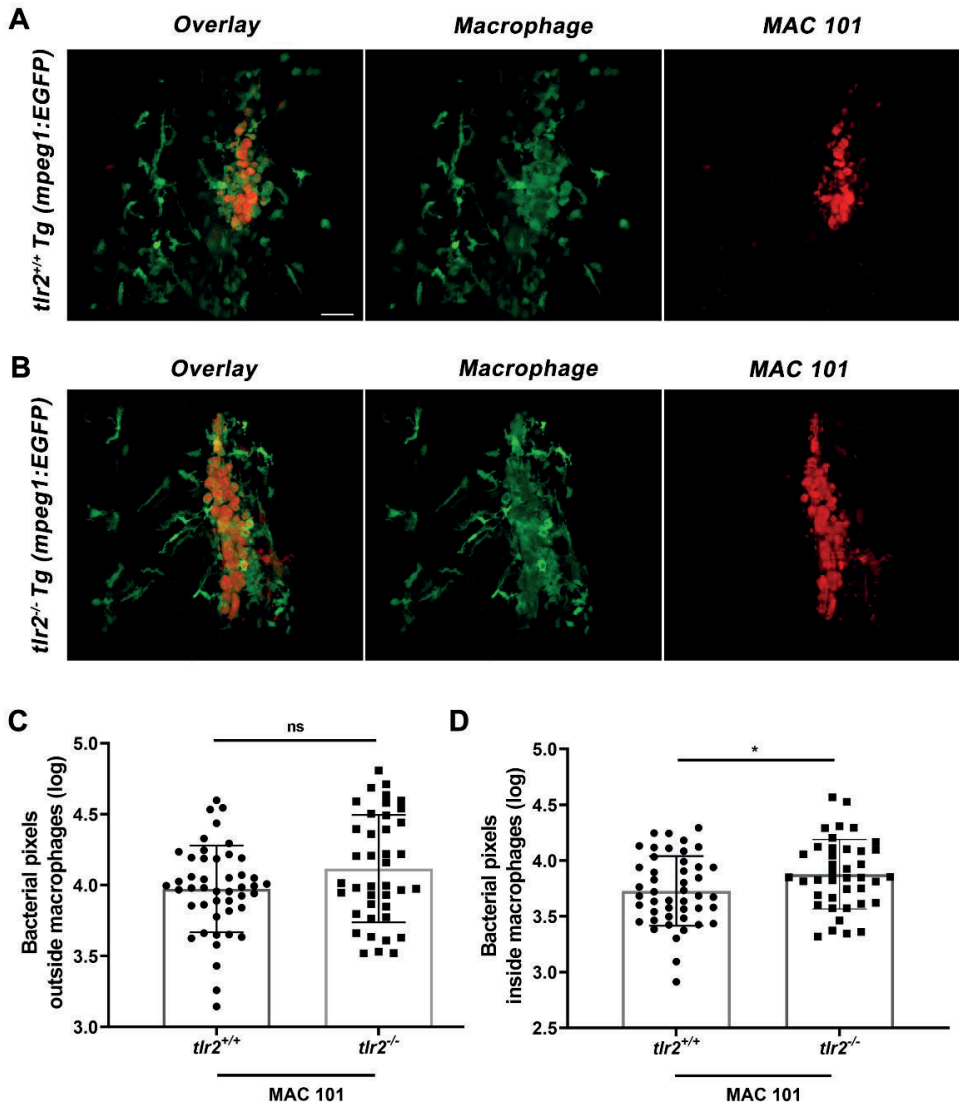 A
Overlay
Macrophage
MAC 101
tlr2+/+ Tg (mpeg1:EGFP)
B
Overlay
Macrophage
MAC 101
tlr2-/- Tg (mpeg1:EGFP)
C
Bacterial pixels
outside macrophages (log)
5.0
4.5
4.0
3.5
3.0
ns
tlr2+/+
tlr2-/-
MAC 101
D
Bacterial pixels
inside macrophages (log)
5.0
4.5
4.0
3.5
3.0
2.5
*
tlr2+/+
tlr2-/-
MAC 101